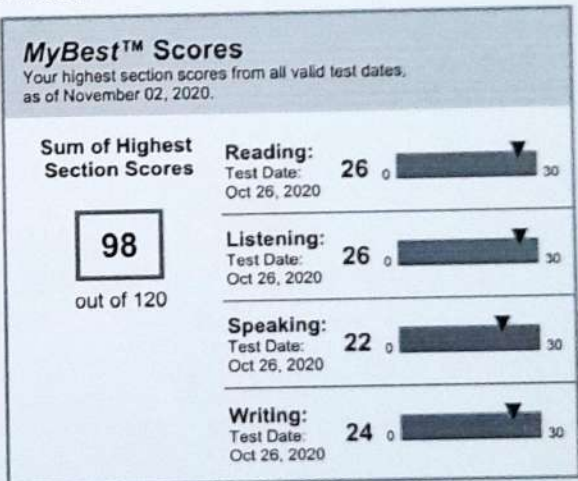 MyBest™ Scores
Your highest section scores from all valid test dates,
as of November 02, 2020.
Sum of Highest
Section Scores
98
out of 120
Reading:
Test Date:
Oct 26, 2020
26 0 30
Listening:
Test Date:
Oct 26, 2020
26 0 30
Speaking:
Test Date:
Oct 26, 2020
22 0 30
Writing:
Test Date:
Oct 26, 2020
24 0 30